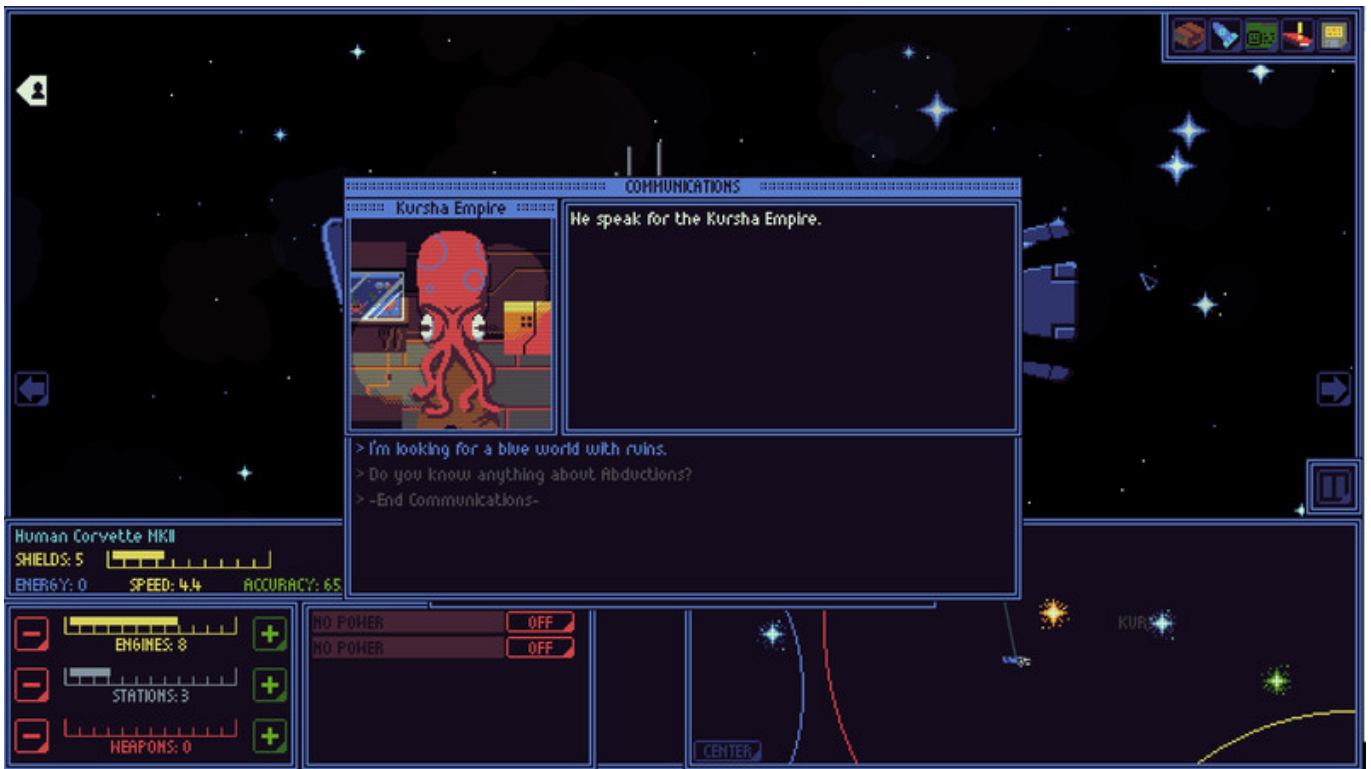 COMMUNICATIONS
Kursha Empire
We speak for the Kursha Empire.
> I'm looking for a blue world with ruins.
> Do you know anything about Abductions?
> -End Communications-
Human Corvette MKII
SHIELDS: 5
ENERGY: 0 SPEED: 4.4 ACCURACY: 65
ENGINES: 8
STATIONS: 3
WEAPONS: 0
NO POWER OFF
NO POWER OFF
KUR
CENTER